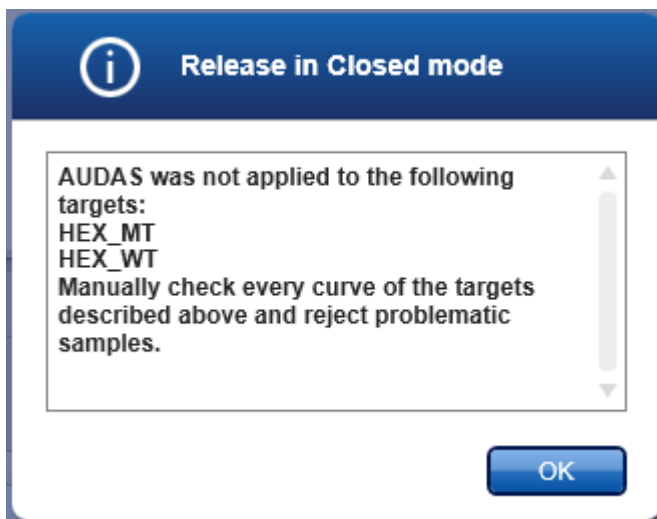 Release in Closed mode
AUDAS was not applied to the following
targets:
HEX_MT
HEX_WT
Manually check every curve of the targets
described above and reject problematic
samples.
OK